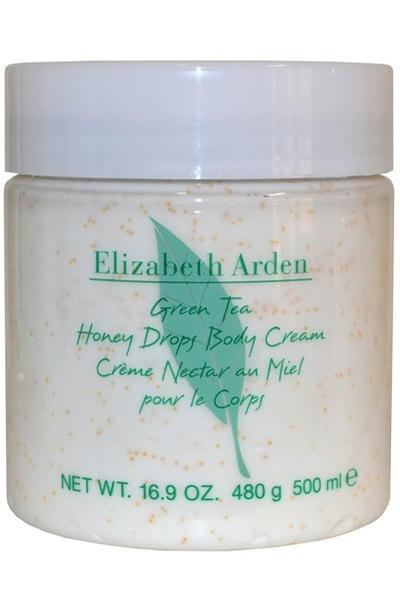 Elizabeth Arden
Green Tea
Honey Drops Body Cream
Crème Nectar au Miel
pour le Corps
NET WT. 16.9 OZ. 480 g 500 ml ℮